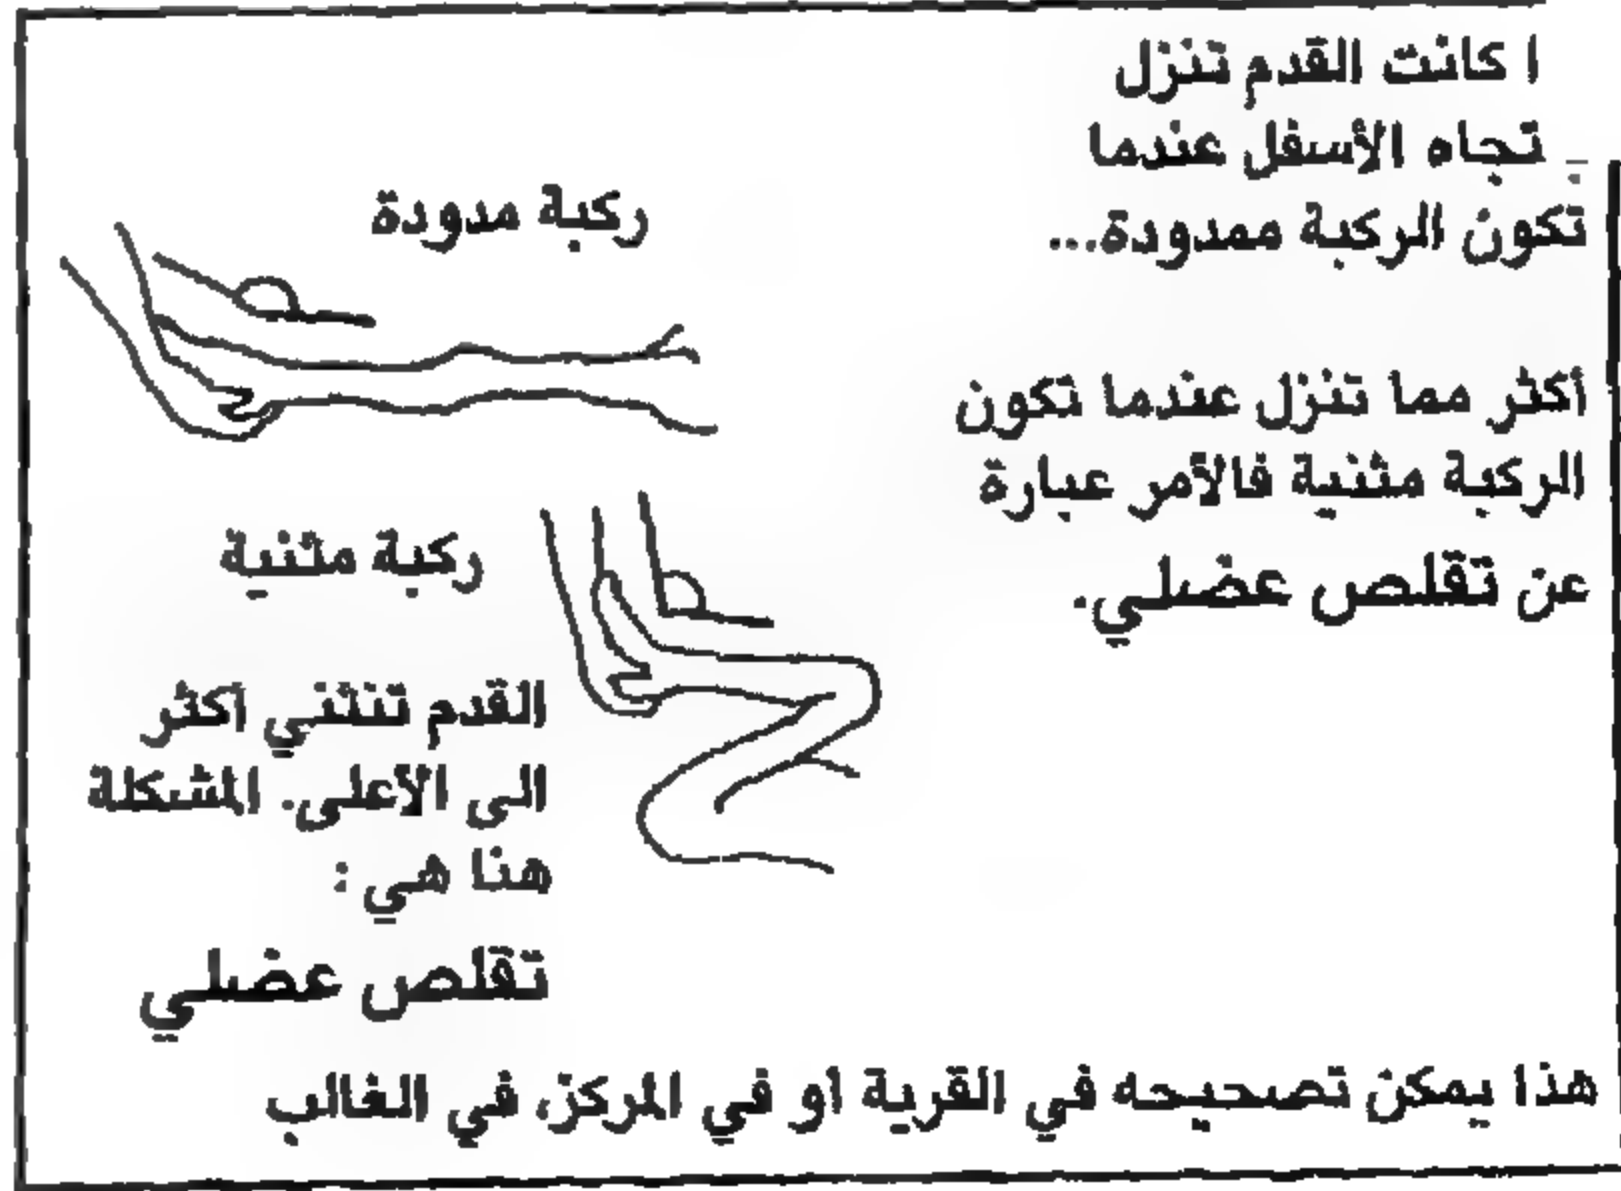 ا كانت القدم تنزل
تجاه الأسفل عندما
تكون الركبة ممدودة...
ركبة مدودة
أكثر مما تنزل عندما تكون
الركبة مثنية فالأمر عبارة
عن تقلص عضلي.
ركبة مثنية
القدم تنثني اكثر
الى الأعلى. المشكلة
هنا هي :
تقلص عضلي
هذا يمكن تصحيحه في القرية او في المركز، في الغالب